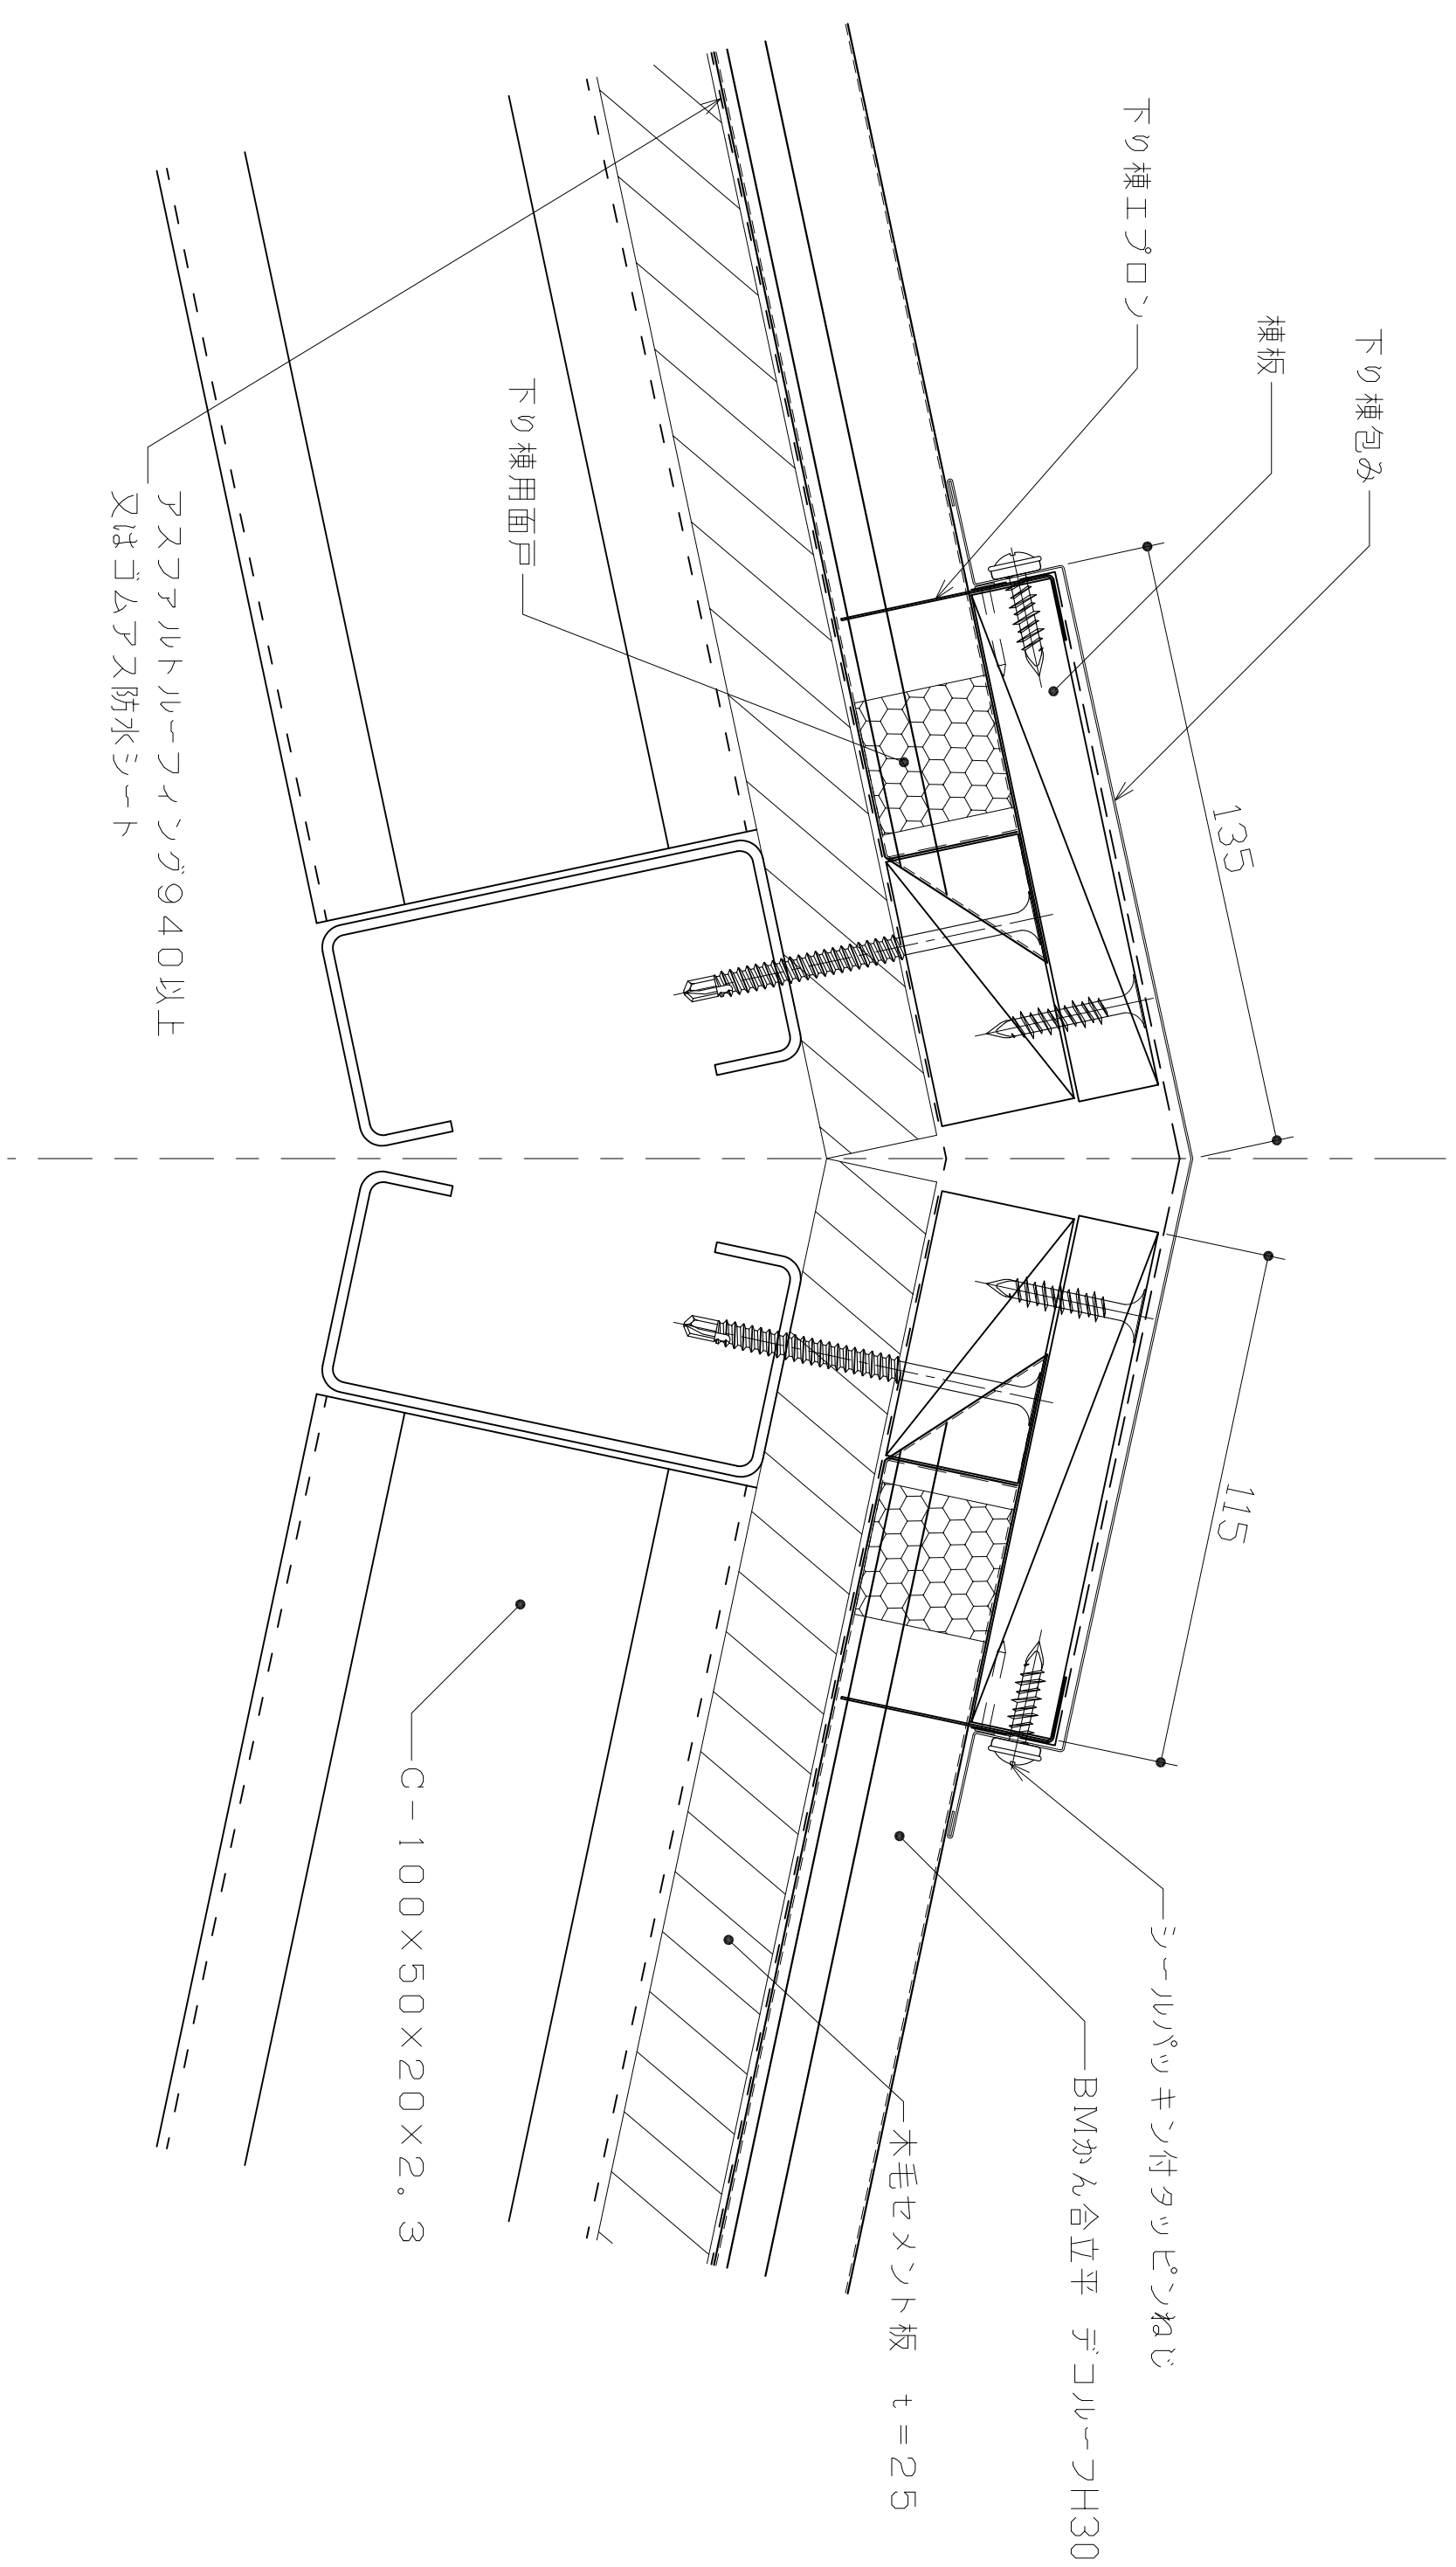 下り棟包み
棟板
下り棟エプロン
135
115
シールパッキン付タッピンねじ
BMかん合立平 デコルーフH30
木毛セメント板 t=25
下り棟用面戸
C-100×50×20×2.3
アスファルトルーフィング940以上
又はゴムアス防水シート